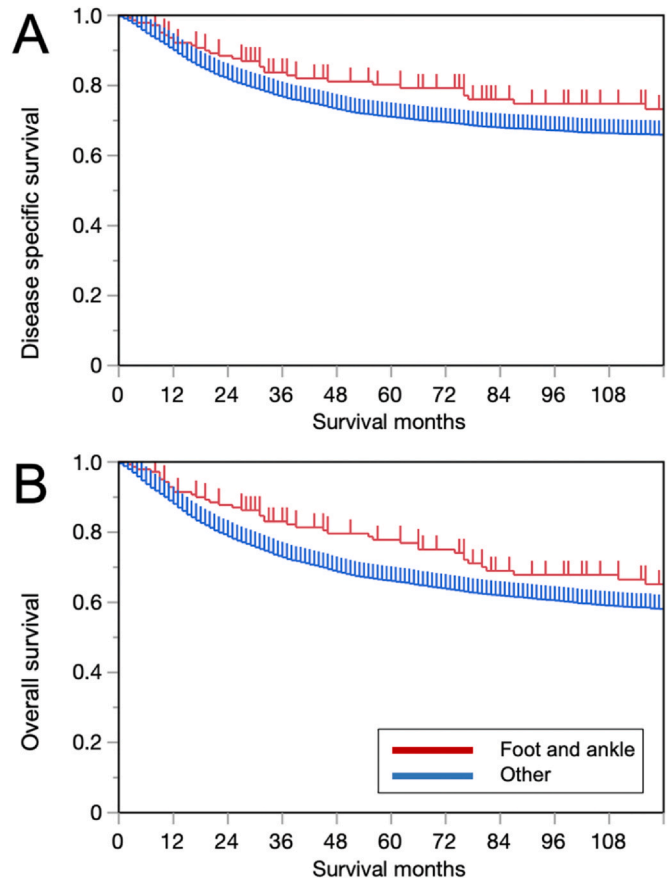 A
Disease specific survival
1.0
0.8
0.6
0.4
0.2
0
0 12 24 36 48 60 72 84 96 108
Survival months
B
Overall survival
1.0
0.8
0.6
0.4
0.2
0
Foot and ankle
Other
0 12 24 36 48 60 72 84 96 108
Survival months